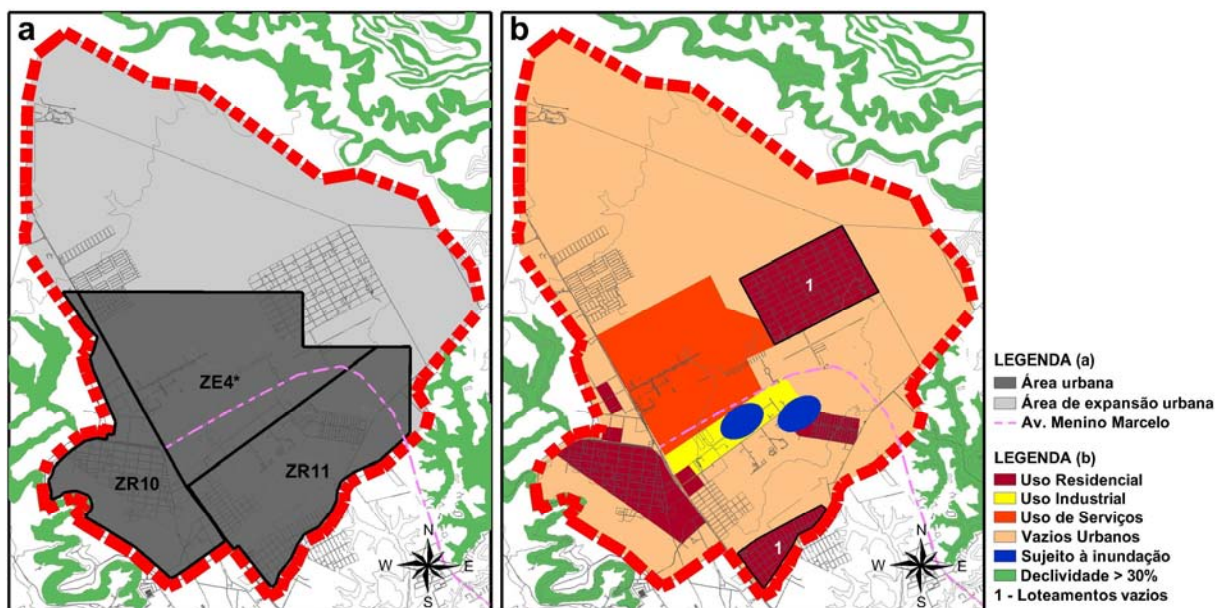 a
ZE4*
ZR10
ZR11
N
W
E
S
b
1
1
N
W
E
S
LEGENDA (a)
Área urbana
Área de expansão urbana
Av. Menino Marcelo
LEGENDA (b)
Uso Residencial
Uso Industrial
Uso de Serviços
Vazios Urbanos
Sujeito à inundação
Declividade > 30%
1 - Loteamentos vazios